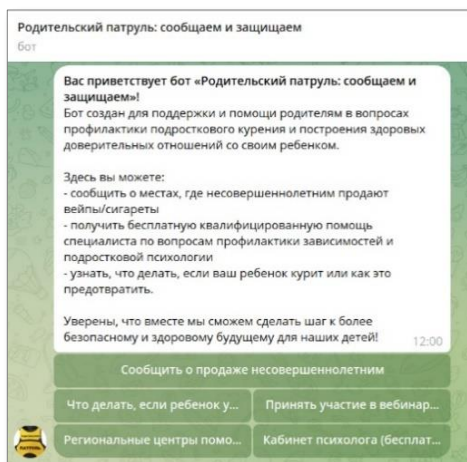 Родительский патруль: сообщаем и защищаем
бот
Вас приветствует бот «Родительский патруль: сообщаем и
защищаем»!
Бот создан для поддержки и помощи родителям в вопросах
профилактики подросткового курения и построения здоровых
доверительных отношений со своим ребенком.
Здесь вы можете:
- сообщить о местах, где несовершеннолетним продают
вейпы/сигареты
- получить бесплатную квалифицированную помощь
специалиста по вопросам профилактики зависимостей и
подростковой психологии
- узнать, что делать, если ваш ребенок курит или как это
предотвратить.
Уверены, что вместе мы сможем сделать шаг к более
безопасному и здоровому будущему для наших детей!
12:00
Сообщить о продаже несовершеннолетним
Что делать, если ребенок у...
Принять участие в вебинар...
Региональные центры помо...
Кабинет психолога (бесплат...
ПАТРУЛЬ